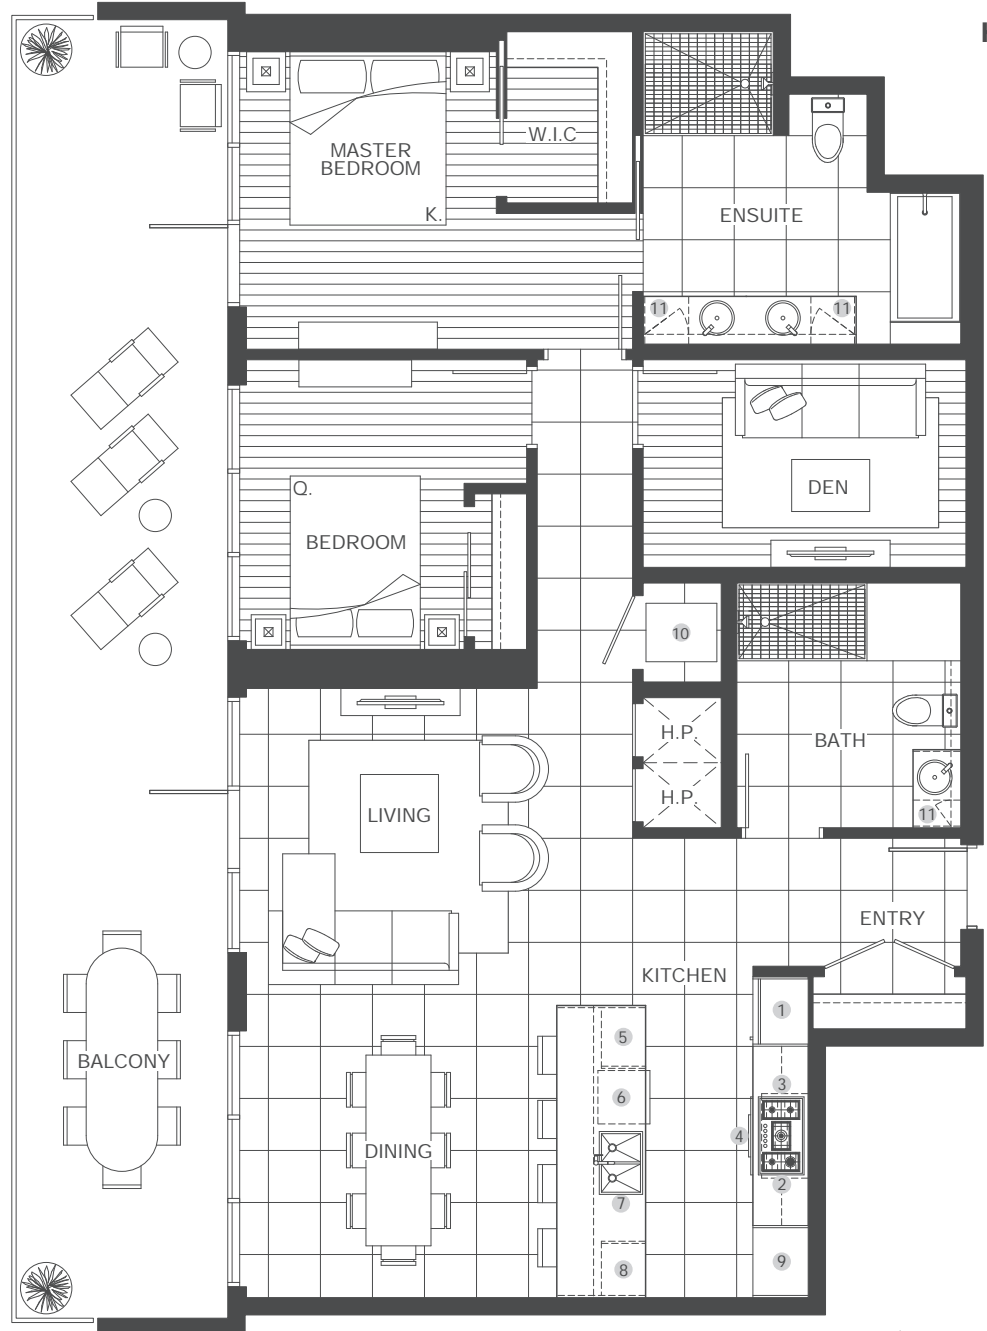 W.I.C
MASTER
BEDROOM
K.
ENSUITE
11
11
Q.
DEN
BEDROOM
10
H.P.
BATH
H.P.
LIVING
11
ENTRY
KITCHEN
1
5
BALCONY
3
6
4
DINING
2
7
9
8